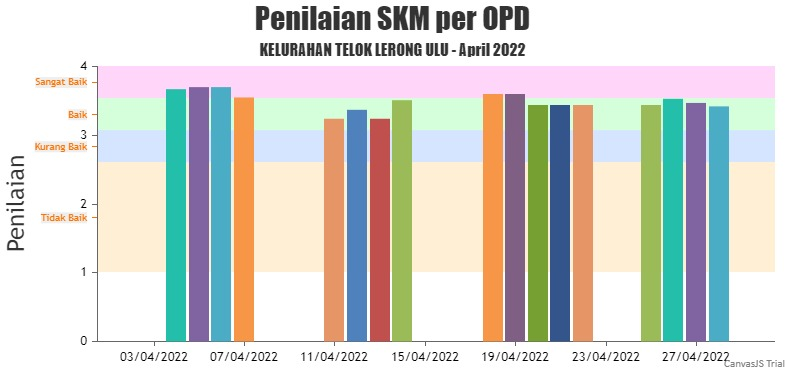 Penilaian SKM per OPD
KELURAHAN TELOK LERONG ULU - April 2022
Penilaian
4
Sangat Baik
Baik
3
Kurang Baik
2
Tidak Baik
1
0
03/04/2022 07/04/2022 11/04/2022 15/04/2022 19/04/2022 23/04/2022 27/04/2022
CanvasJS Trial